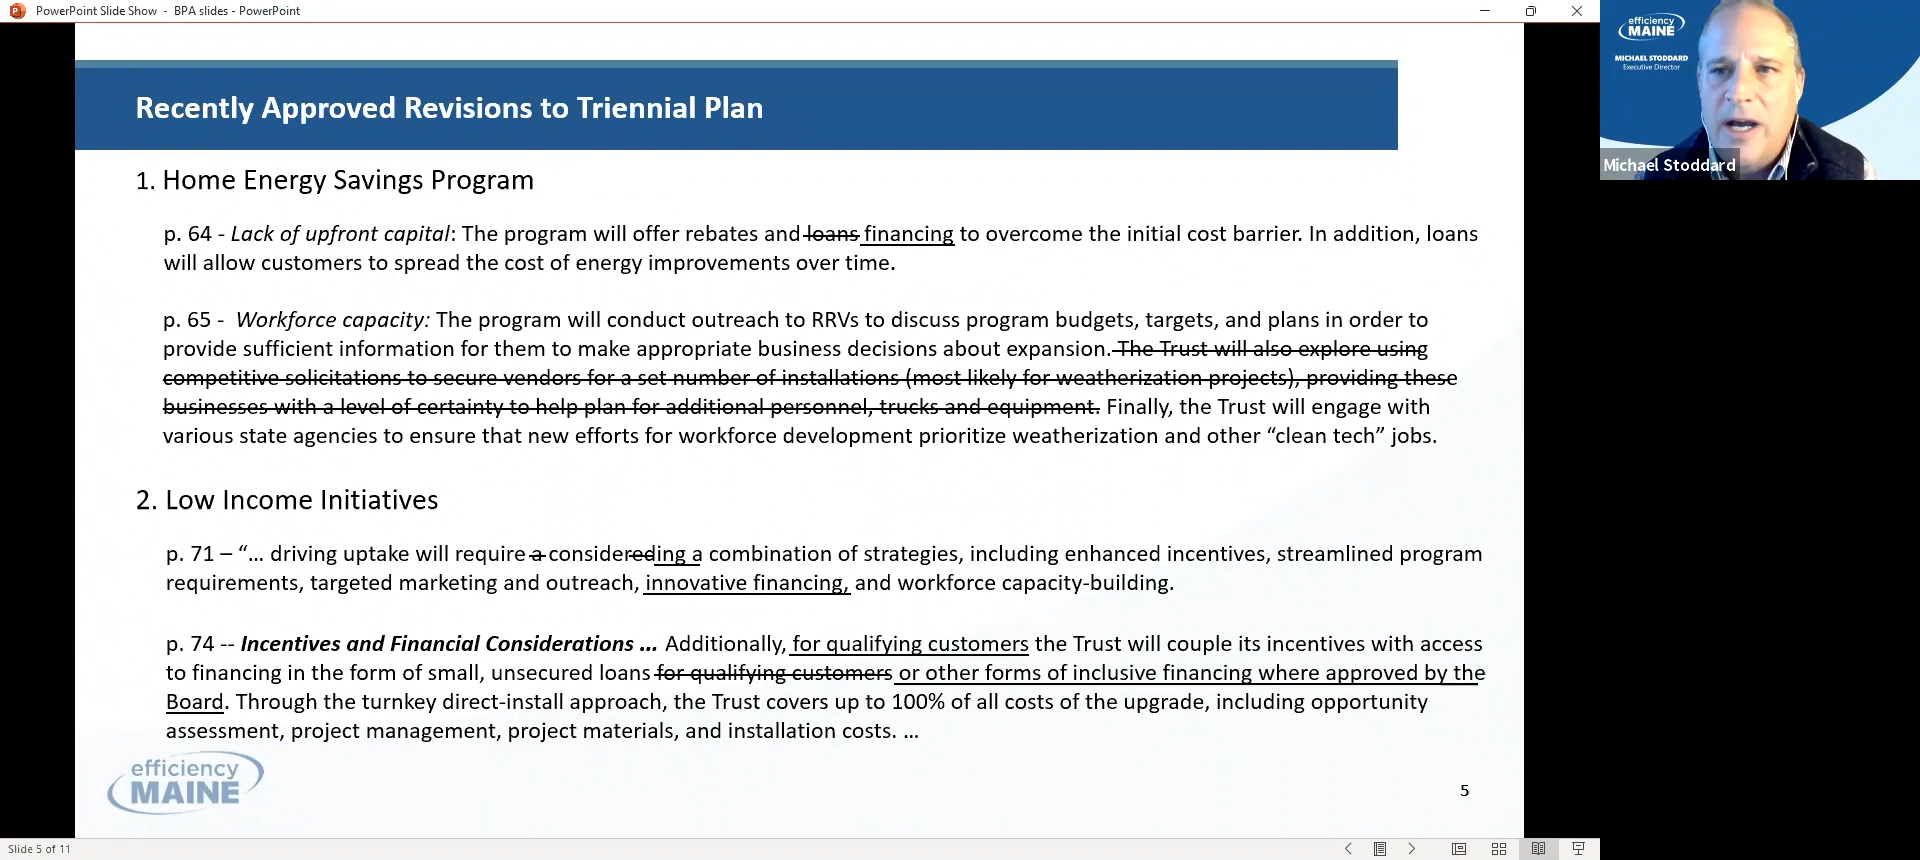 PowerPoint Slide Show - BPA slides - PowerPoint
efficiency
MAINE
MICHAEL STODDARD
Executive Director
Michael Stoddard
Recently Approved Revisions to Triennial Plan
1. Home Energy Savings Program
p. 64 - Lack of upfront capital: The program will offer rebates and loans financing to overcome the initial cost barrier. In addition, loans
will allow customers to spread the cost of energy improvements over time.
p. 65 - Workforce capacity: The program will conduct outreach to RRVs to discuss program budgets, targets, and plans in order to
provide sufficient information for them to make appropriate business decisions about expansion. The Trust will also explore using
competitive solicitations to secure vendors for a set number of installations (most likely for weatherization projects), providing these
businesses with a level of certainty to help plan for additional personnel, trucks and equipment. Finally, the Trust will engage with
various state agencies to ensure that new efforts for workforce development prioritize weatherization and other “clean tech” jobs.
2. Low Income Initiatives
p. 71 – “... driving uptake will require a considereding a combination of strategies, including enhanced incentives, streamlined program
requirements, targeted marketing and outreach, innovative financing, and workforce capacity-building.
p. 74 -- Incentives and Financial Considerations ... Additionally, for qualifying customers the Trust will couple its incentives with access
to financing in the form of small, unsecured loans for qualifying customers or other forms of inclusive financing where approved by the
Board. Through the turnkey direct-install approach, the Trust covers up to 100% of all costs of the upgrade, including opportunity
assessment, project management, project materials, and installation costs. ...
efficiency
MAINE
5
Slide 5 of 11